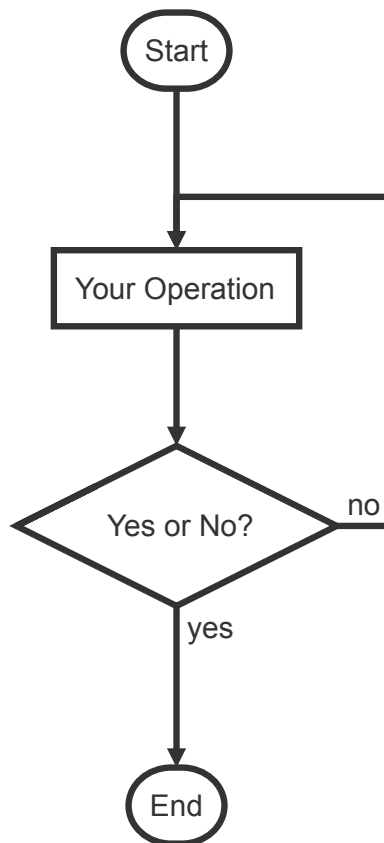 Start
Your Operation
Yes or No?
no
yes
End